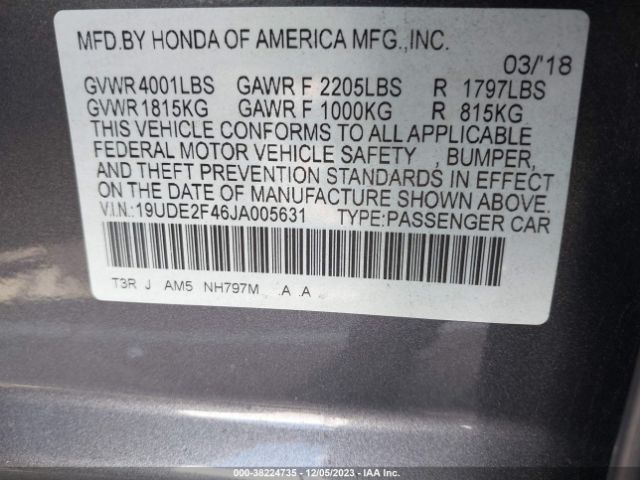 MFD.BY HONDA OF AMERICA MFG.,INC.
03/'18
GVWR 4001LBS GAWR F 2205LBS R 1797LBS
GVWR 1815KG GAWR F 1000KG R 815KG
THIS VEHICLE CONFORMS TO ALL APPLICABLE
FEDERAL MOTOR VEHICLE SAFETY , BUMPER,
AND THEFT PREVENTION STANDARDS IN EFFECT
ON THE DATE OF MANUFACTURE SHOWN ABOVE.
V.I.N.:19UDE2F46JA005631 TYPE:PASSENGER CAR
T3R J AM5 NH797M .A .A .
000-38224735 - 12/05/2023 - IAA Inc.